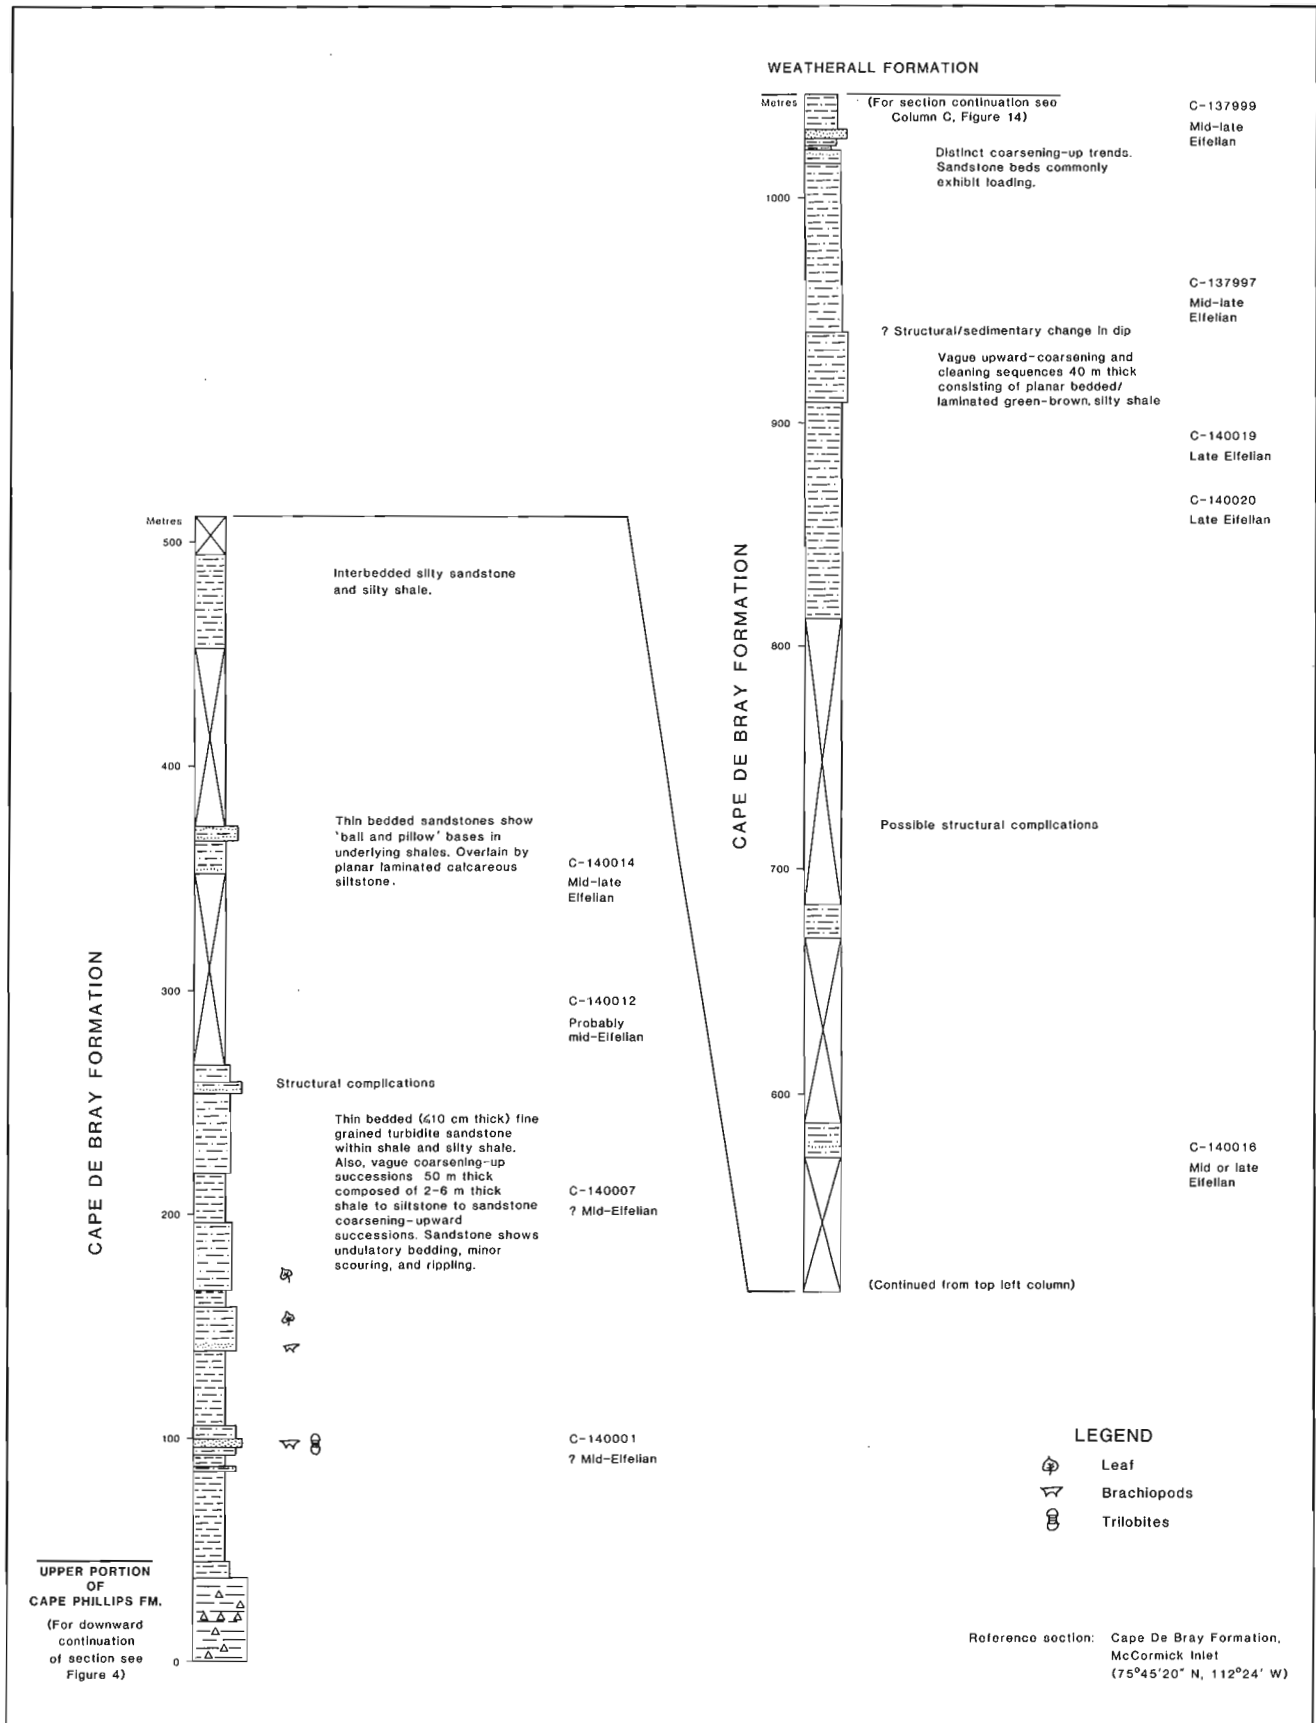 WEATHERALL FORMATION
Metres
(For section continuation see
Column C, Figure 14)
C-137999
Mid-late
Eifelian
Distinct coarsening-up trends.
Sandstone beds commonly
exhibit loading.
1000
C-137997
Mid-late
Eifelian
? Structural/sedimentary change in dip
Vague upward-coarsening and
cleaning sequences 40 m thick
consisting of planar bedded/
laminated green-brown, silty shale
900
C-140019
Late Eifelian
C-140020
Late Eifelian
CAPE DE BRAY FORMATION
800
Possible structural complications
700
600
C-140016
Mid or late
Eifelian
(Continued from top left column)
Metres
500
Interbedded silty sandstone
and silty shale.
400
Thin bedded sandstones show
'ball and pillow' bases in
underlying shales. Overlain by
planar laminated calcareous
siltstone.
C-140014
Mid-late
Eifelian
CAPE DE BRAY FORMATION
300
C-140012
Probably
mid-Eifelian
Structural complications
Thin bedded (≤10 cm thick) fine
grained turbidite sandstone
within shale and silty shale.
Also, vague coarsening-up
successions 50 m thick
composed of 2-6 m thick
shale to siltstone to sandstone
coarsening-upward
successions. Sandstone shows
undulatory bedding, minor
scouring, and rippling.
C-140007
? Mid-Eifelian
200
100
C-140001
? Mid-Eifelian
UPPER PORTION
OF
CAPE PHILLIPS FM.
(For downward
continuation
of section see
Figure 4)
0
LEGEND
Leaf
Brachiopods
Trilobites
Reference section: Cape De Bray Formation,
McCormick Inlet
(75°45'20" N, 112°24' W)